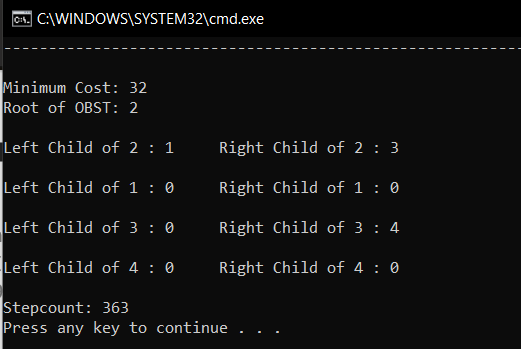 C:\WINDOWS\SYSTEM32\cmd.exe
----------------------------------------------------------
Minimum Cost: 32
Root of OBST: 2
Left Child of 2 : 1     Right Child of 2 : 3
Left Child of 1 : 0     Right Child of 1 : 0
Left Child of 3 : 0     Right Child of 3 : 4
Left Child of 4 : 0     Right Child of 4 : 0
Stepcount: 363
Press any key to continue . . .